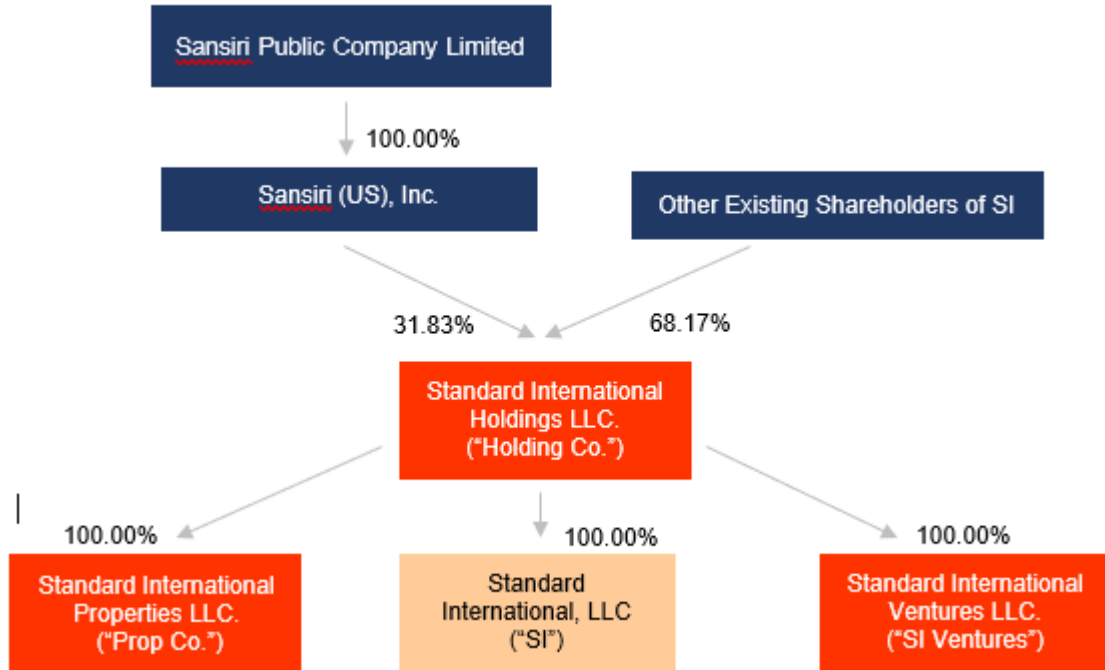 Sansiri Public Company Limited
100.00%
Sansiri (US), Inc.
Other Existing Shareholders of SI
31.83%
68.17%
Standard International
Holdings LLC.
(“Holding Co.”)
100.00%
100.00%
100.00%
Standard International
Properties LLC.
(“Prop Co.”)
Standard
International, LLC
(“SI”)
Standard International
Ventures LLC.
(“SI Ventures”)